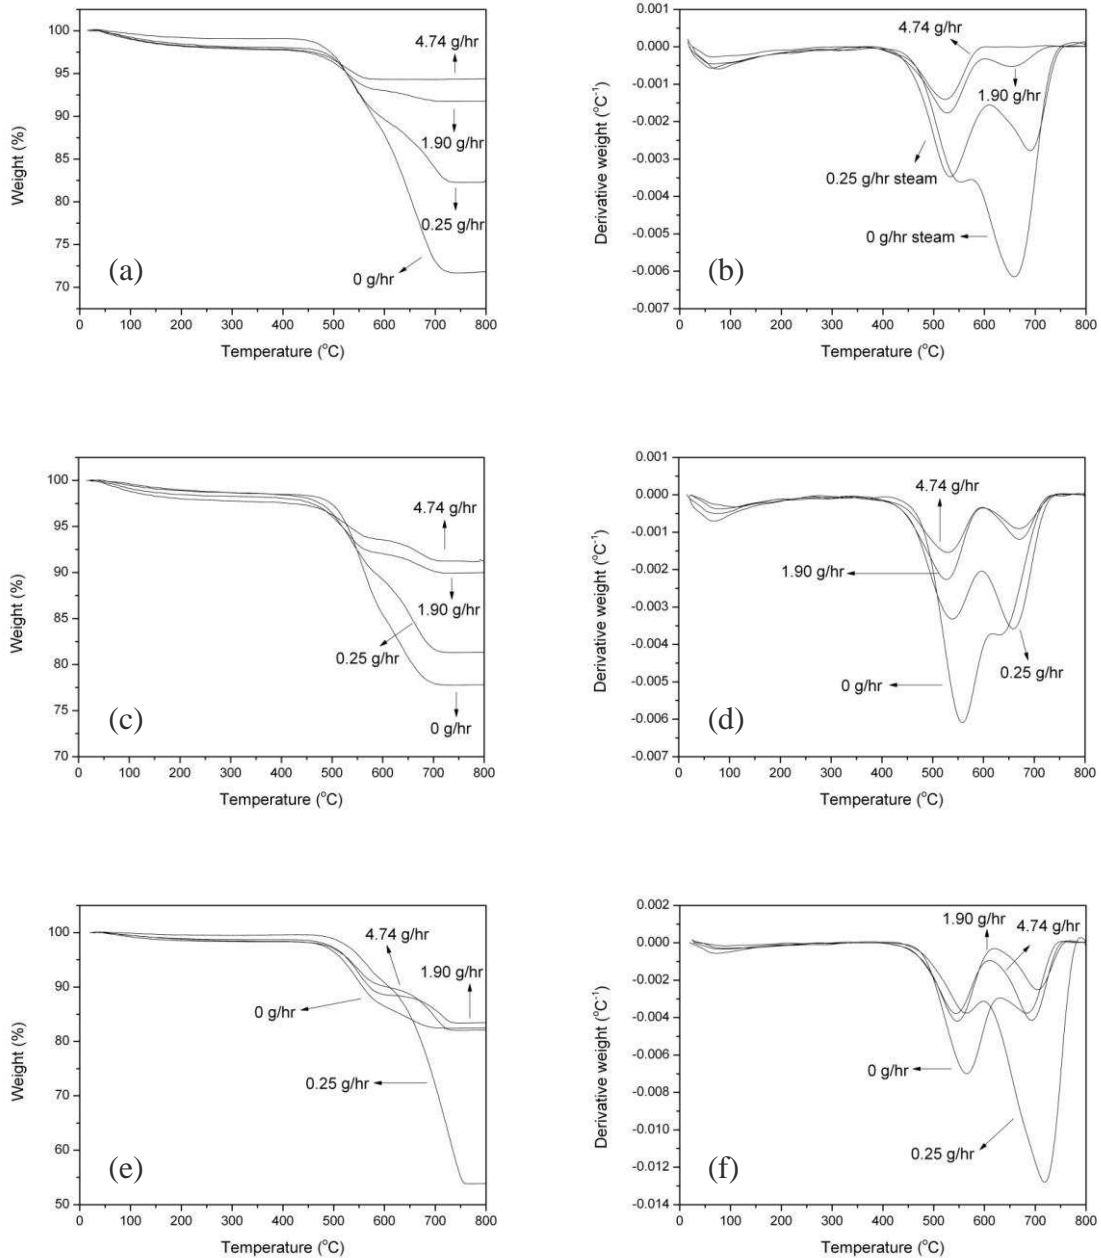 100
95
90
85
80
75
70
Weight (%)
4.74 g/hr
1.90 g/hr
0.25 g/hr
0 g/hr
(a)
0 100 200 300 400 500 600 700 800
Temperature (°C)
0.001
0.000
-0.001
-0.002
-0.003
-0.004
-0.005
-0.006
-0.007
Derivative weight (°C⁻¹)
4.74 g/hr
1.90 g/hr
0.25 g/hr steam
0 g/hr steam
(b)
0 100 200 300 400 500 600 700 800
Temperature (°C)
100
95
90
85
80
75
70
Weight (%)
4.74 g/hr
1.90 g/hr
0.25 g/hr
0 g/hr
(c)
0 100 200 300 400 500 600 700 800
Temperature (°C)
0.001
0.000
-0.001
-0.002
-0.003
-0.004
-0.005
-0.006
-0.007
Derivative weight (°C⁻¹)
4.74 g/hr
1.90 g/hr
0.25 g/hr
0 g/hr
(d)
0 100 200 300 400 500 600 700 800
Temperature (°C)
100
90
80
70
60
50
Weight (%)
4.74 g/hr
1.90 g/hr
0 g/hr
0.25 g/hr
(e)
0 100 200 300 400 500 600 700 800
Temperature (°C)
0.002
0.000
-0.002
-0.004
-0.006
-0.008
-0.010
-0.012
-0.014
Derivative weight (°C⁻¹)
1.90 g/hr
4.74 g/hr
0 g/hr
0.25 g/hr
(f)
0 100 200 300 400 500 600 700 800
Temperature (°C)